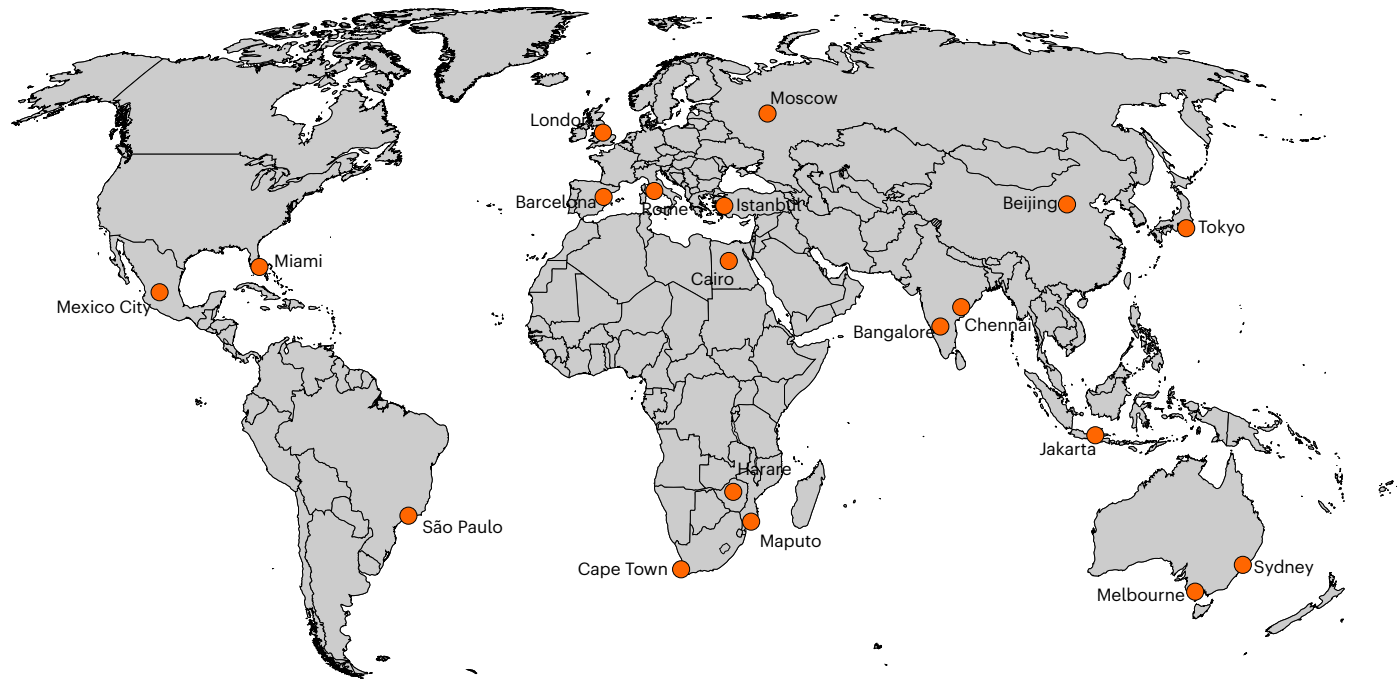 Moscow
London
Barcelona
Rome
Istanbul
Beijing
Tokyo
Miami
Cairo
Mexico City
Chennai
Bangalore
Jakarta
Harare
São Paulo
Maputo
Cape Town
Sydney
Melbourne